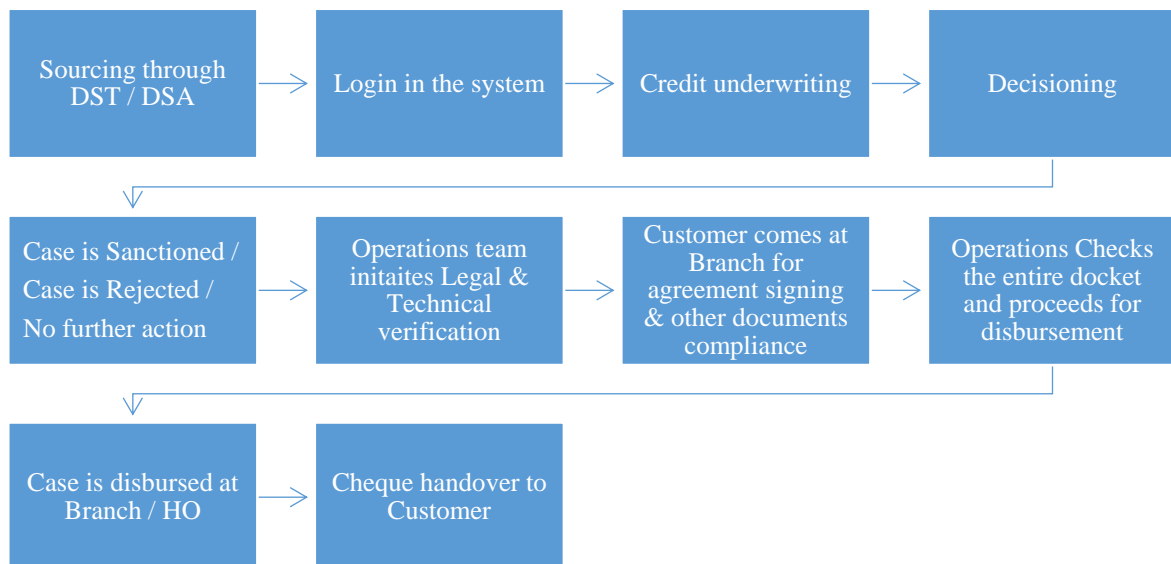 Sourcing through
DST / DSA
Login in the system
Credit underwriting
Decisioning
Case is Sanctioned /
Case is Rejected /
No further action
Operations team
initaites Legal &
Technical
verification
Customer comes at
Branch for
agreement signing
& other documents
compliance
Operations Checks
the entire docket
and proceeds for
disbursement
Case is disbursed at
Branch / HO
Cheque handover to
Customer